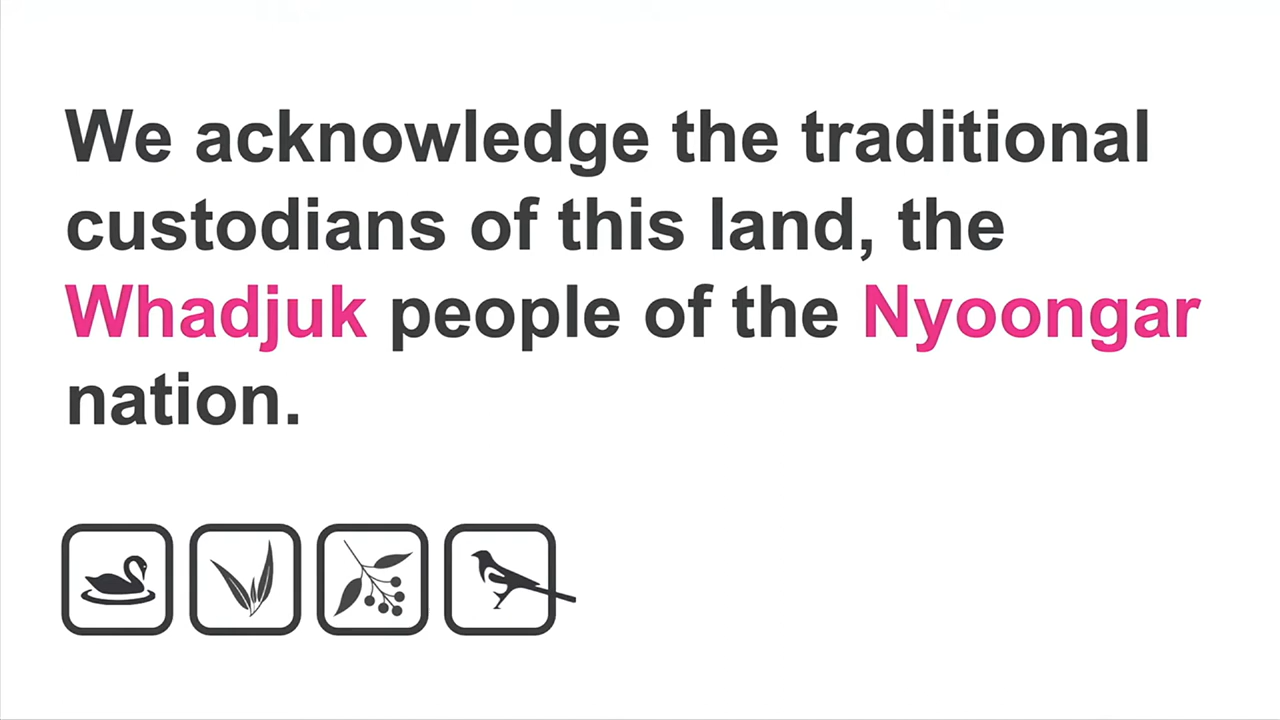 We acknowledge the traditional
custodians of this land, the
Whadjuk people of the Nyoongar
nation.